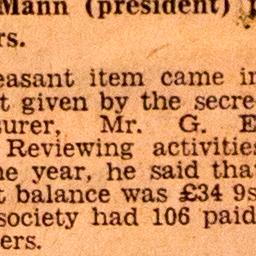 Mann (president)
rs.
easant item came in
t given by the secre
surer, Mr. G. E
Reviewing activities
he year, he said that
t balance was £34 9s
society had 106 paid
ers.